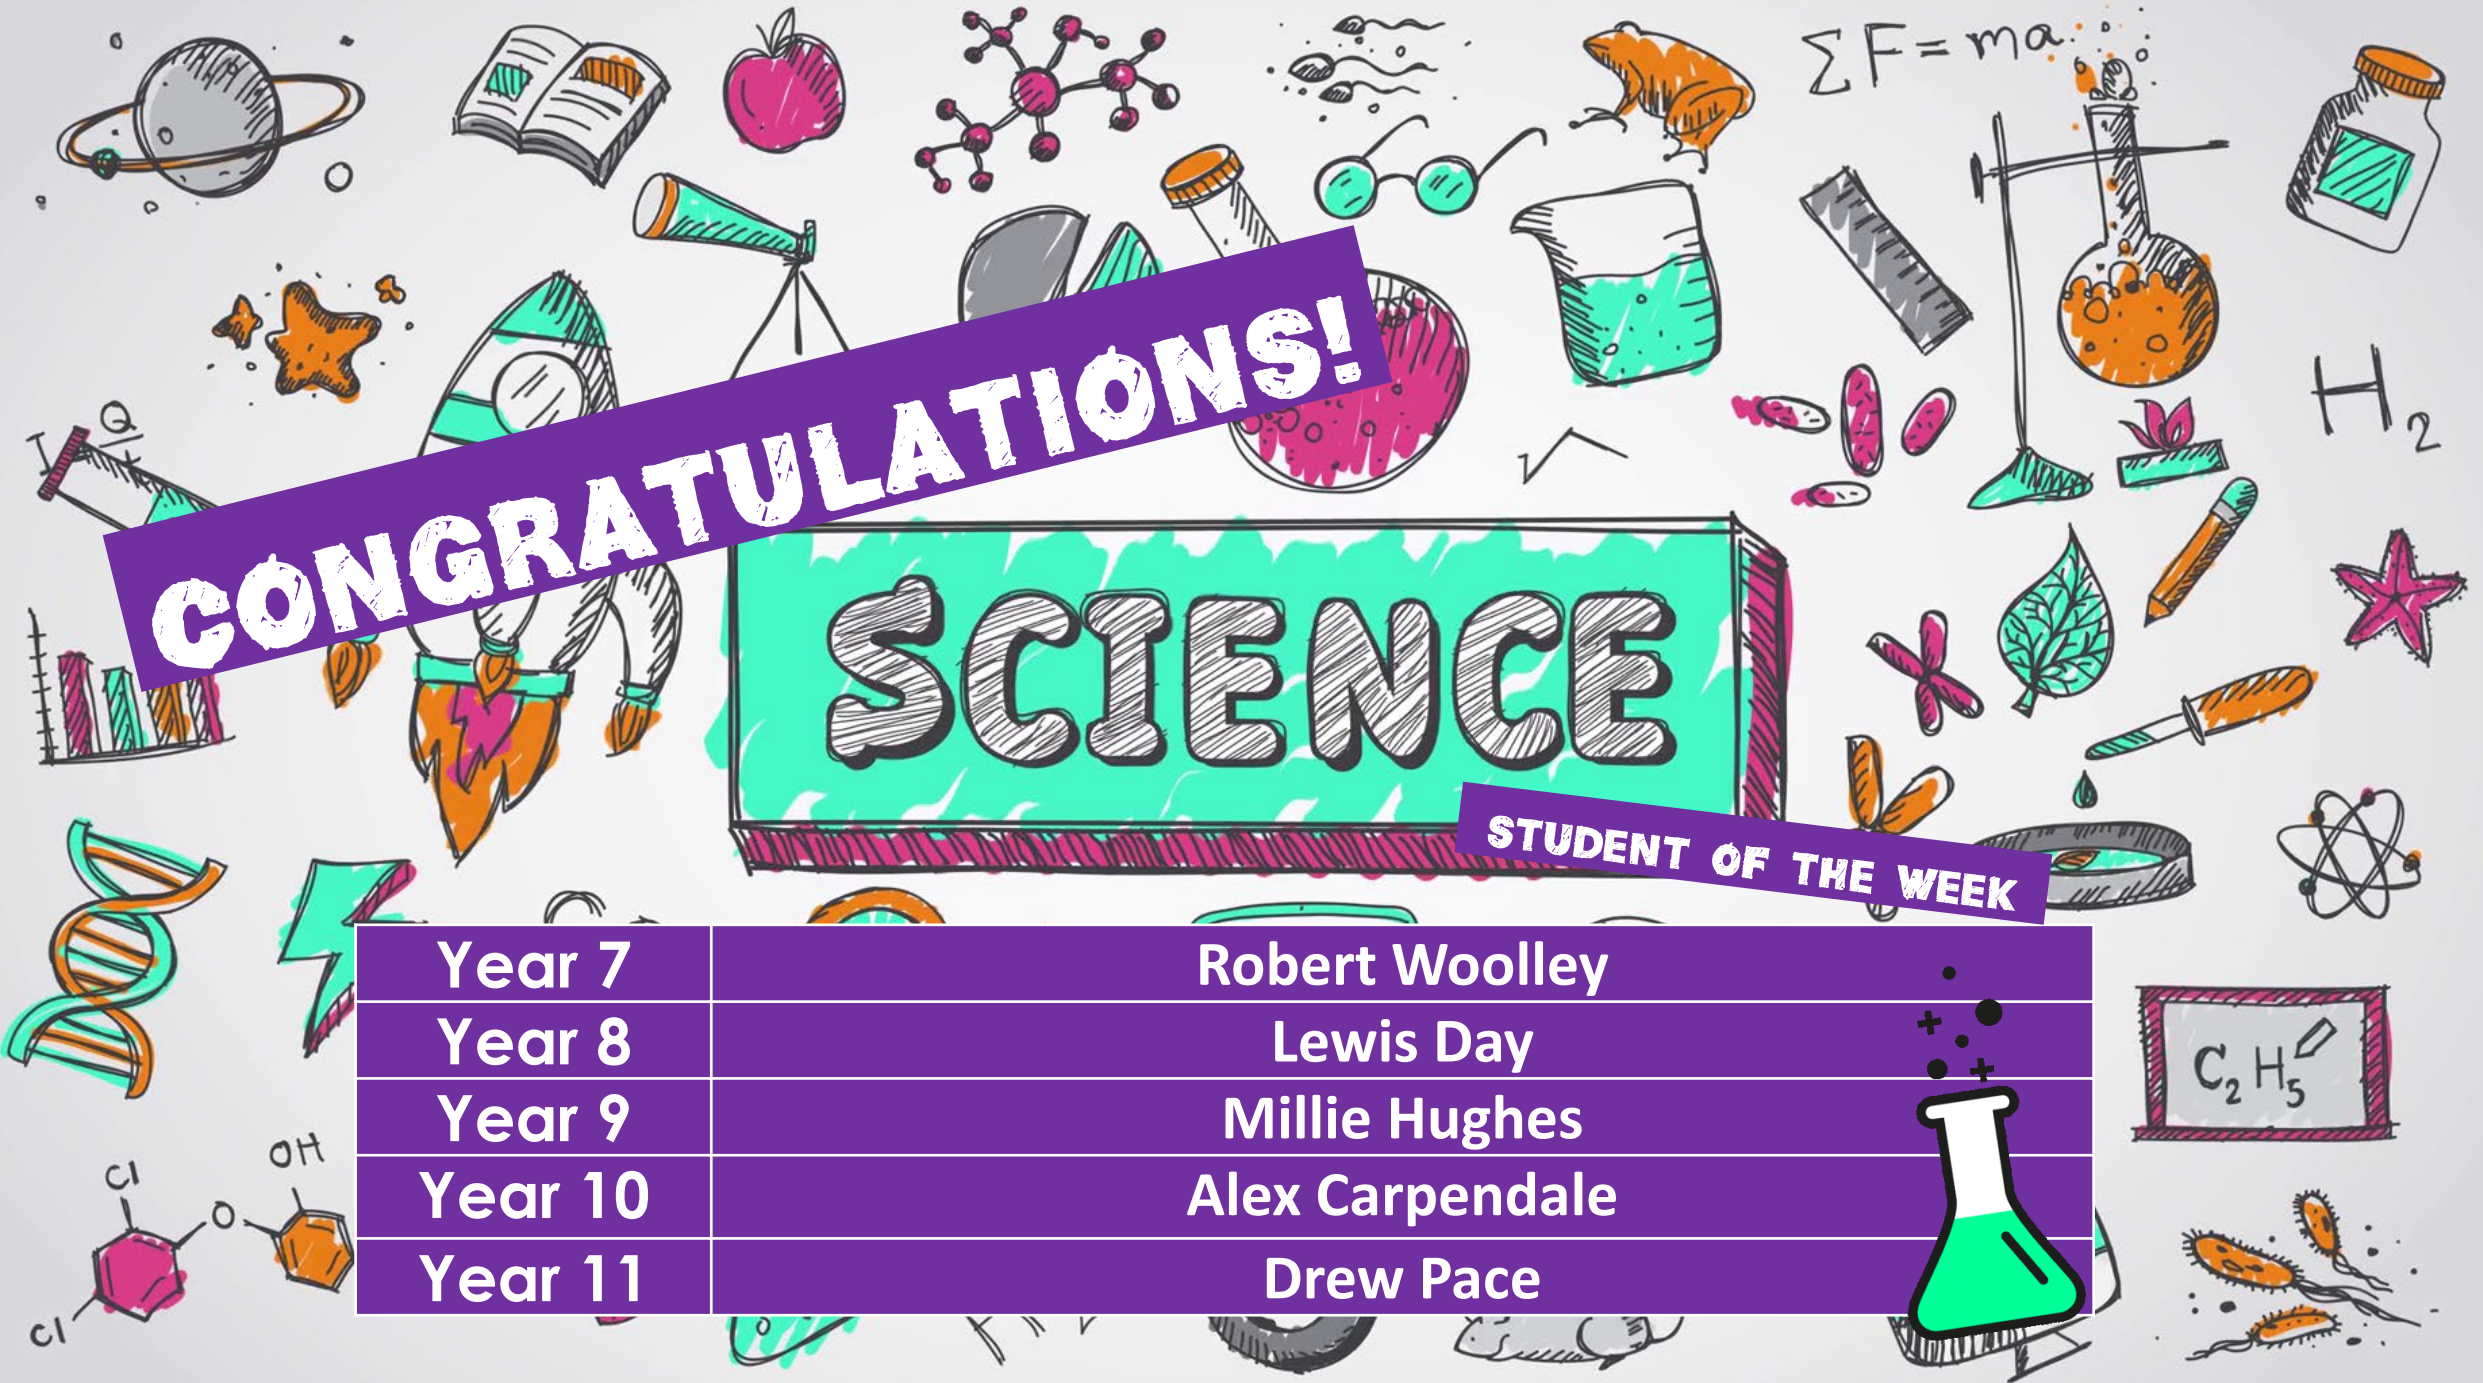 ΣF=ma
H2
Q
CONGRATULATIONS!
SCIENCE
STUDENT OF THE WEEK
Year 7 Robert Woolley
Year 8 Lewis Day
Year 9 Millie Hughes
Year 10 Alex Carpendale
Year 11 Drew Pace
C2H5
OH
Cl
O
Cl